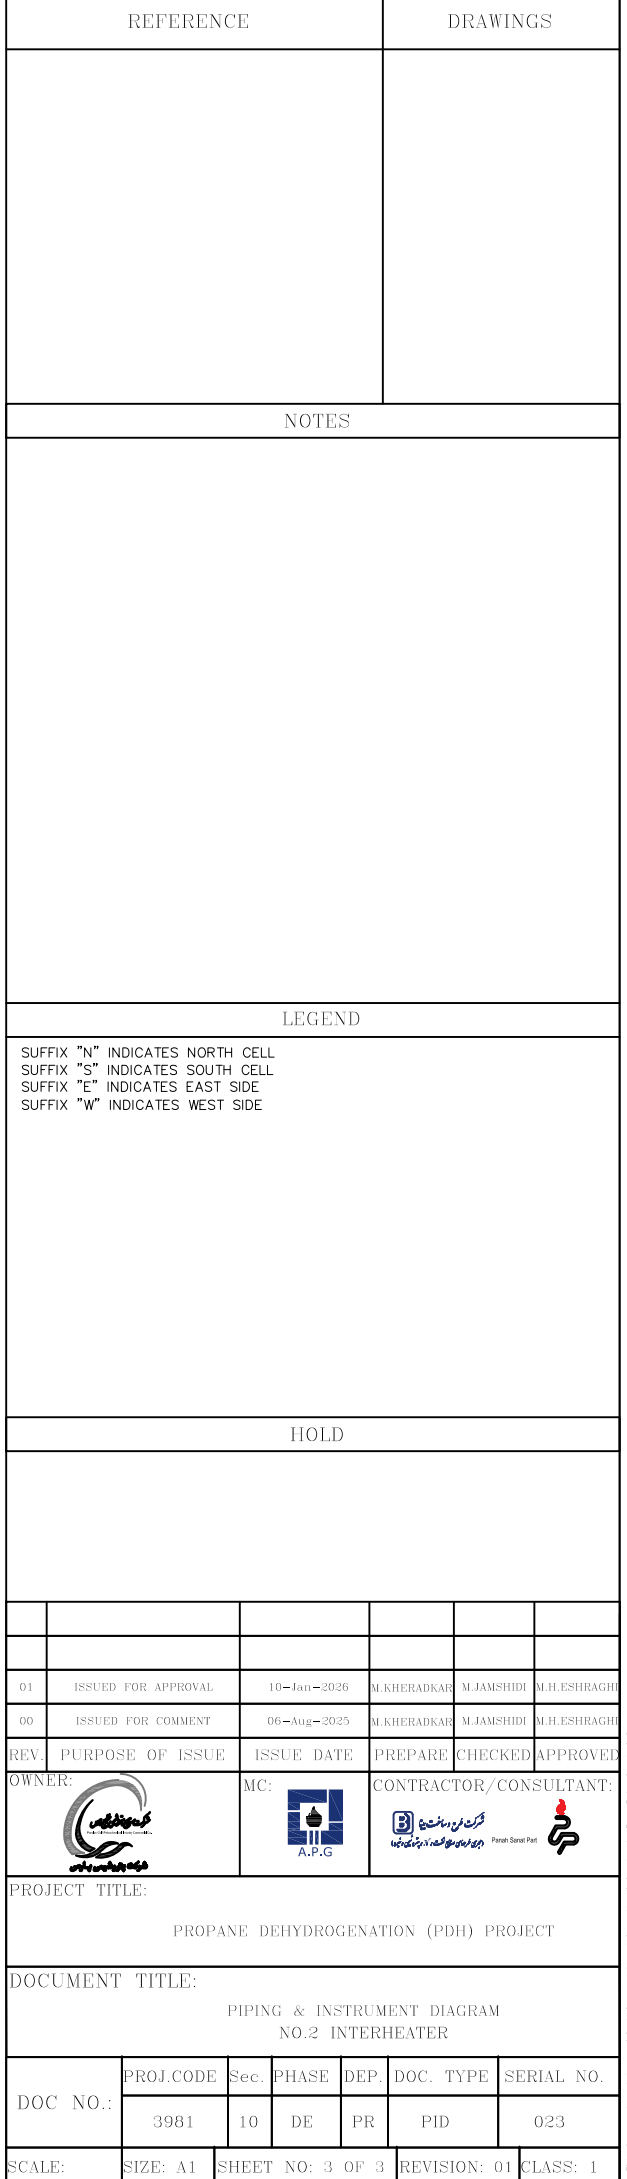 REFERENCE DRAWINGS
NOTES
LEGEND
SUFFIX "N" INDICATES NORTH CELL
SUFFIX "S" INDICATES SOUTH CELL
SUFFIX "E" INDICATES EAST SIDE
SUFFIX "W" INDICATES WEST SIDE
HOLD
01 ISSUED FOR APPROVAL 10-Jan-2026 M.KHERADKAR M.JAMSHIDI M.H.ESHRAGHI
00 ISSUED FOR COMMENT 06-Aug-2025 M.KHERADKAR M.JAMSHIDI M.H.ESHRAGHI
REV. PURPOSE OF ISSUE ISSUE DATE PREPARE CHECKED APPROVED
OWNER: MC: CONTRACTOR/CONSULTANT:
شرکت طرح و ساخت بینا
Panah Sanat Part
A.P.G
PROJECT TITLE:
PROPANE DEHYDROGENATION (PDH) PROJECT
DOCUMENT TITLE:
PIPING & INSTRUMENT DIAGRAM
NO.2 INTERHEATER
DOC NO.: PROJ.CODE Sec. PHASE DEP. DOC. TYPE SERIAL NO.
3981 10 DE PR PID 023
SCALE: SIZE: A1 SHEET NO: 3 OF 3 REVISION: 01 CLASS: 1